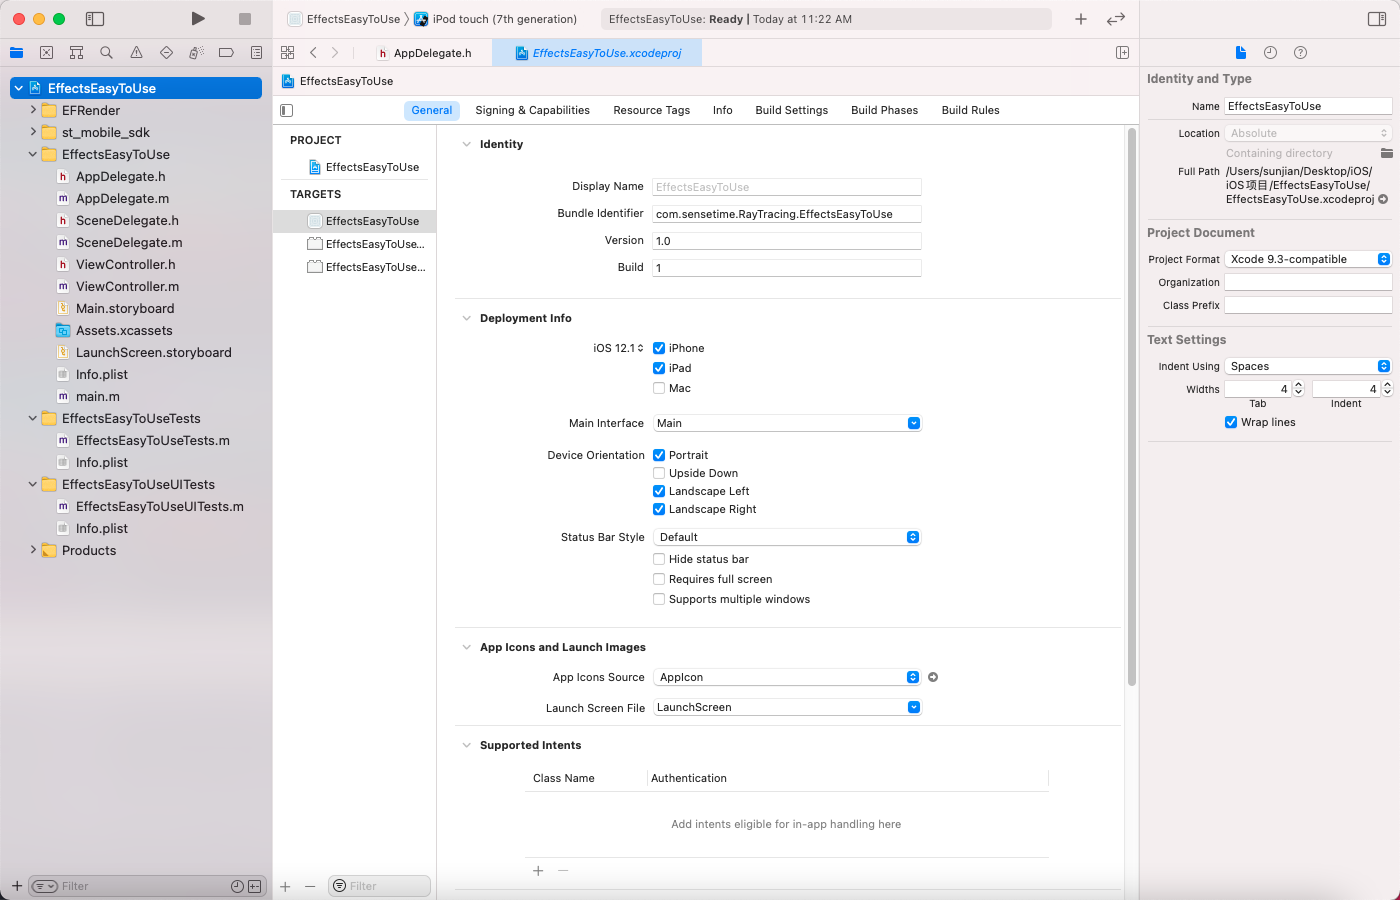 EffectsEasyToUse
iPod touch (7th generation)
EffectsEasyToUse: Ready | Today at 11:22 AM
AppDelegate.h
EffectsEasyToUse.xcodeproj
EffectsEasyToUse
EFRender
st_mobile_sdk
EffectsEasyToUse
AppDelegate.h
AppDelegate.m
SceneDelegate.h
SceneDelegate.m
ViewController.h
ViewController.m
Main.storyboard
Assets.xcassets
LaunchScreen.storyboard
Info.plist
main.m
EffectsEasyToUseTests
EffectsEasyToUseTests.m
Info.plist
EffectsEasyToUseUITests
EffectsEasyToUseUITests.m
Info.plist
Products
Filter
EffectsEasyToUse
General
Signing & Capabilities
Resource Tags
Info
Build Settings
Build Phases
Build Rules
PROJECT
EffectsEasyToUse
TARGETS
EffectsEasyToUse
EffectsEasyToUse...
EffectsEasyToUse...
Filter
Identity
Display Name EffectsEasyToUse
Bundle Identifier com.sensetime.RayTracing.EffectsEasyToUse
Version 1.0
Build 1
Deployment Info
iOS 12.1 iPhone
iPad
Mac
Main Interface Main
Device Orientation Portrait
Upside Down
Landscape Left
Landscape Right
Status Bar Style Default
Hide status bar
Requires full screen
Supports multiple windows
App Icons and Launch Images
App Icons Source AppIcon
Launch Screen File LaunchScreen
Supported Intents
Class Name Authentication
Add intents eligible for in-app handling here
Identity and Type
Name EffectsEasyToUse
Location Absolute
Containing directory
Full Path /Users/sunjian/Desktop/iOS/
iOS项目/EffectsEasyToUse/
EffectsEasyToUse.xcodeproj
Project Document
Project Format Xcode 9.3-compatible
Organization
Class Prefix
Text Settings
Indent Using Spaces
Widths 4 4
Tab Indent
Wrap lines